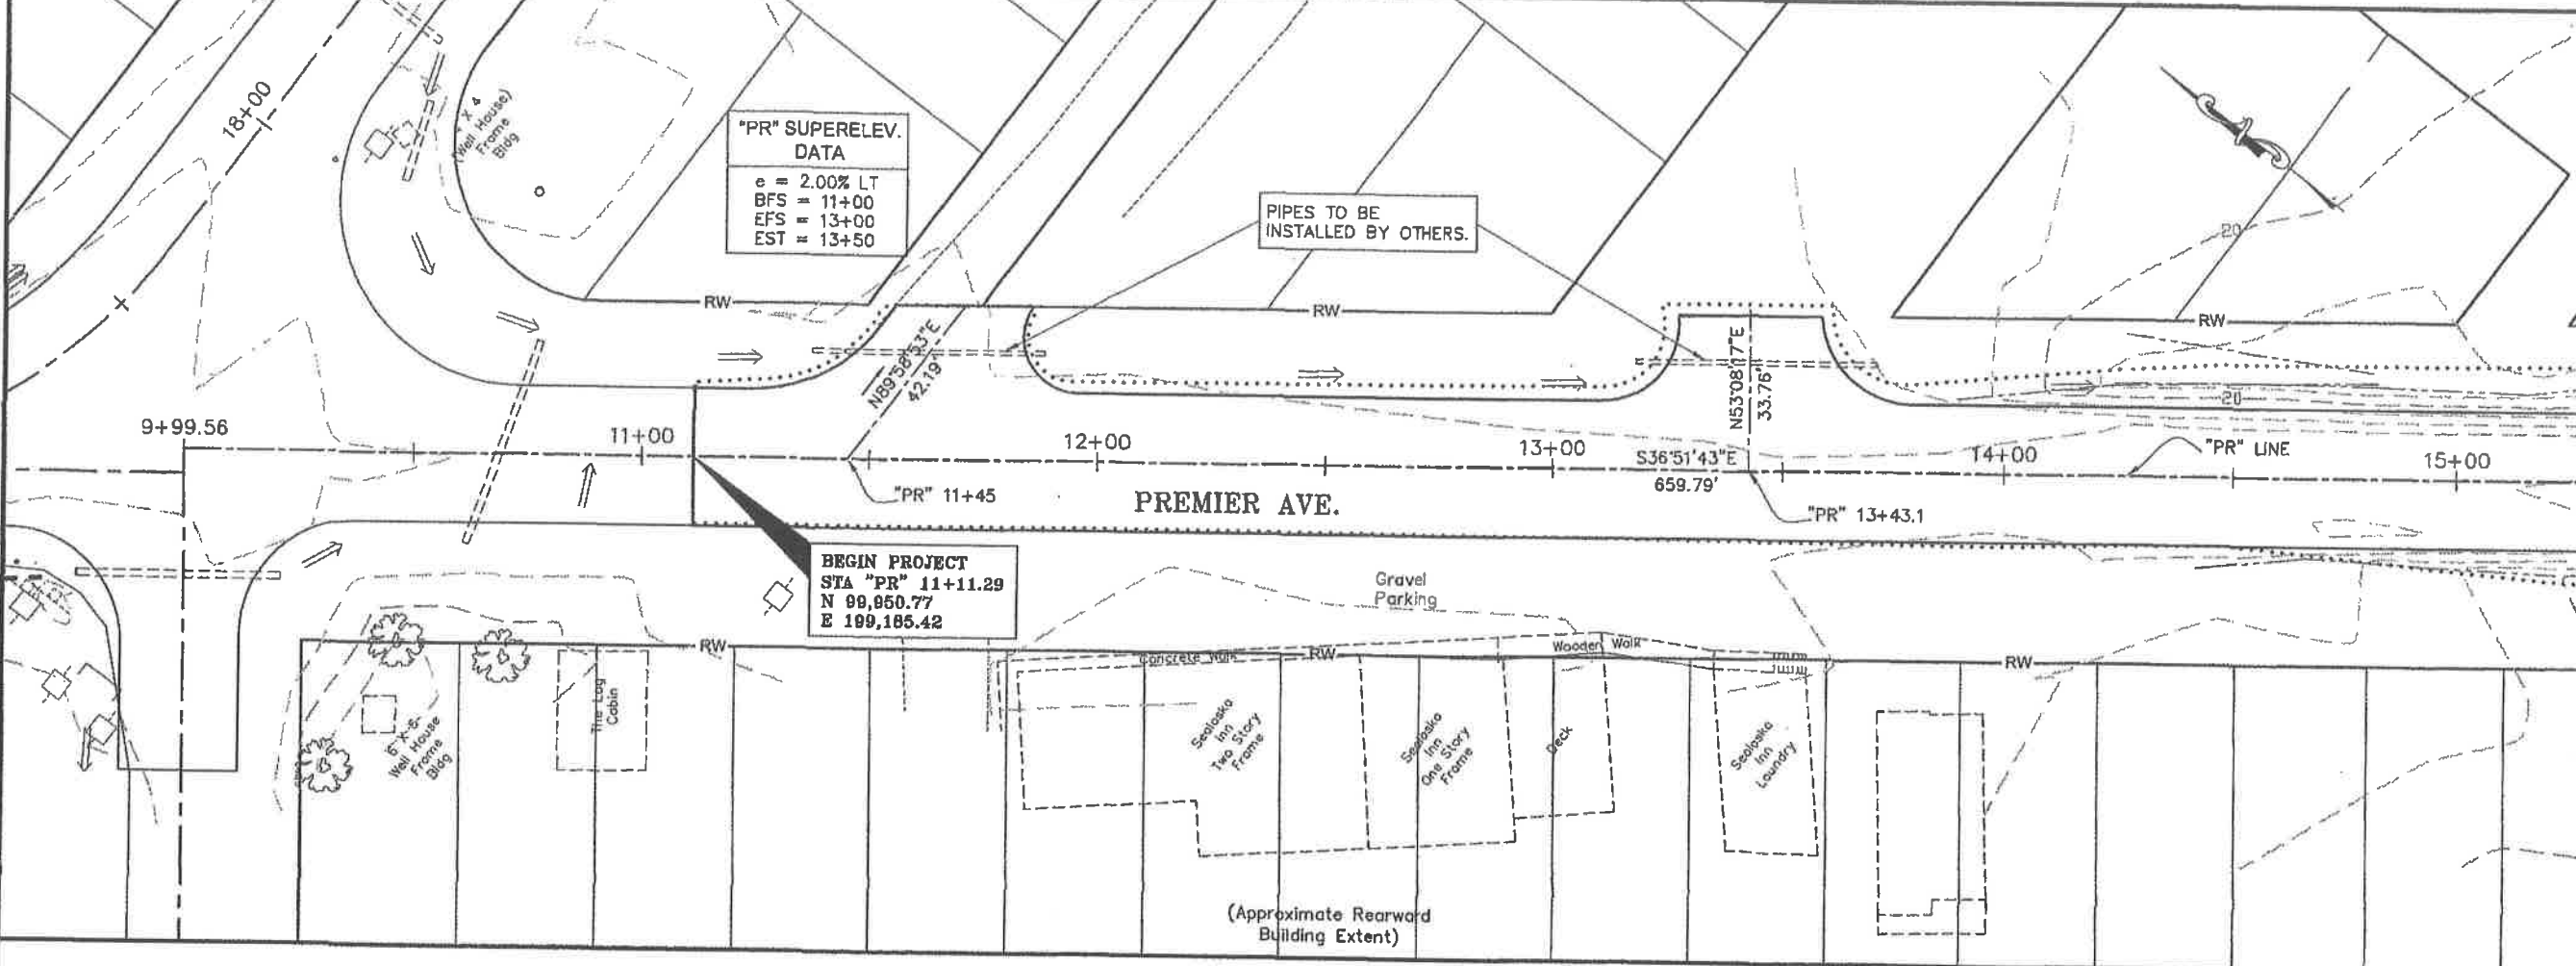 18+00
X 4
(Well House)
Frame
Bldg
"PR" SUPERELEV.
DATA
e = 2.00% LT
BFS = 11+00
EFS = 13+00
EST = 13+50
PIPES TO BE
INSTALLED BY OTHERS.
20
RW
RW
RW
N89°58'53"E
42.19'
N53°08'17"E
33.76'
20
9+99.56
11+00
12+00
13+00
S36°51'43"E
659.79'
14+00
"PR" LINE
15+00
"PR" 11+45
PREMIER AVE.
"PR" 13+43.1
BEGIN PROJECT
STA "PR" 11+11.29
N 99,950.77
E 199,185.42
Gravel
Parking
RW
Concrete Walk
RW
Wooden Walk
RW
The Log
Cabin
6' X 6'
Well House
Frame
Bldg
Sealaska
Inn
Two Story
Frame
Sealaska
Inn
One Story
Frame
Deck
Sealaska
Inn
Laundry
(Approximate Rearward
Building Extent)